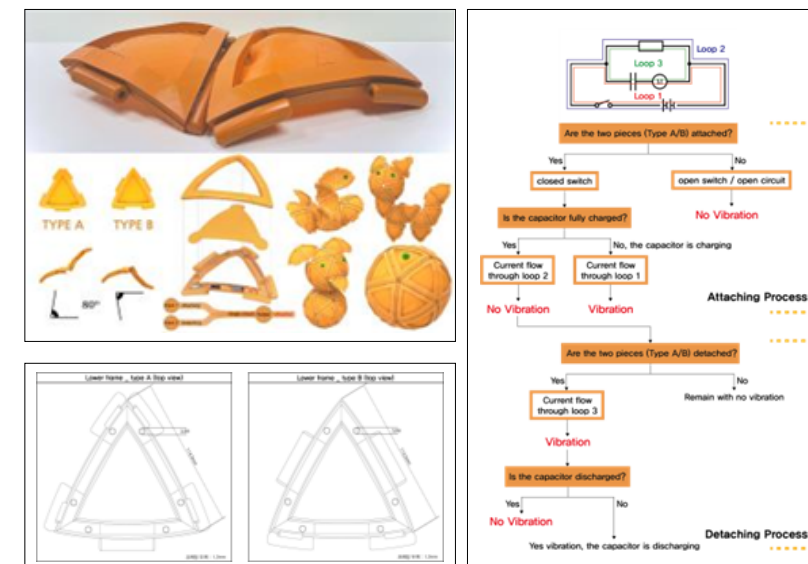 TYPE A
TYPE B
80°
Lower frame _ type A (top view)
Lower frame _ type B (top view)
Loop 2
Loop 3
Loop 1
Are the two pieces (Type A/B) attached?
Yes
No
closed switch
open switch / open circuit
Is the capacitor fully charged?
No Vibration
Yes
No, the capacitor is charging
Current flow
through loop 2
Current flow
through loop 1
No Vibration
Vibration
Attaching Process
Are the two pieces (Type A/B) detached?
Yes
No
Current flow
through loop 3
Remain with no vibration
Vibration
Is the capacitor discharged?
Yes
No
No Vibration
Yes vibration, the capacitor is discharging
Detaching Process